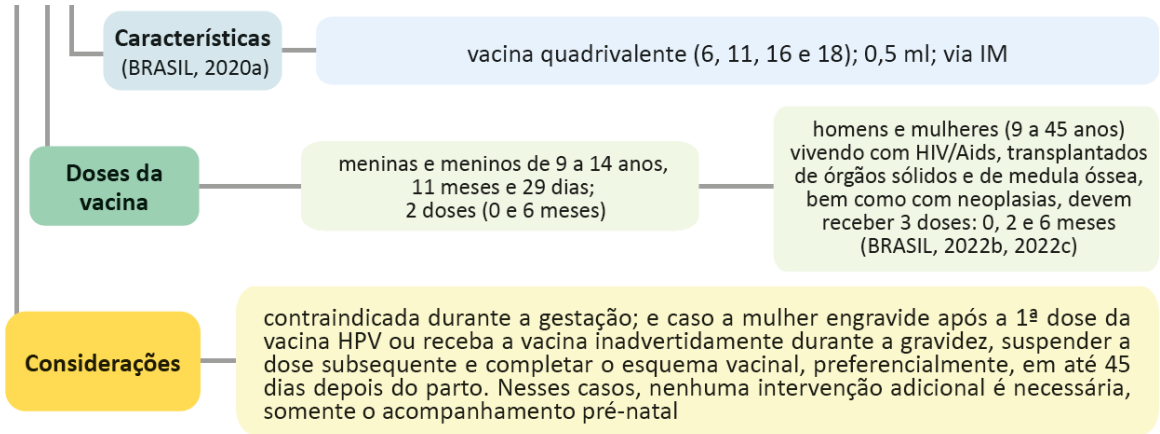 Características
(BRASIL, 2020a)
vacina quadrivalente (6, 11, 16 e 18); 0,5 ml; via IM
Doses da
vacina
meninas e meninos de 9 a 14 anos,
11 meses e 29 dias;
2 doses (0 e 6 meses)
homens e mulheres (9 a 45 anos)
vivendo com HIV/Aids, transplantados
de órgãos sólidos e de medula óssea,
bem como com neoplasias, devem
receber 3 doses: 0, 2 e 6 meses
(BRASIL, 2022b, 2022c)
Considerações
contraindicada durante a gestação; e caso a mulher engravide após a 1ª dose da
vacina HPV ou receba a vacina inadvertidamente durante a gravidez, suspender a
dose subsequente e completar o esquema vacinal, preferencialmente, em até 45
dias depois do parto. Nesses casos, nenhuma intervenção adicional é necessária,
somente o acompanhamento pré-natal